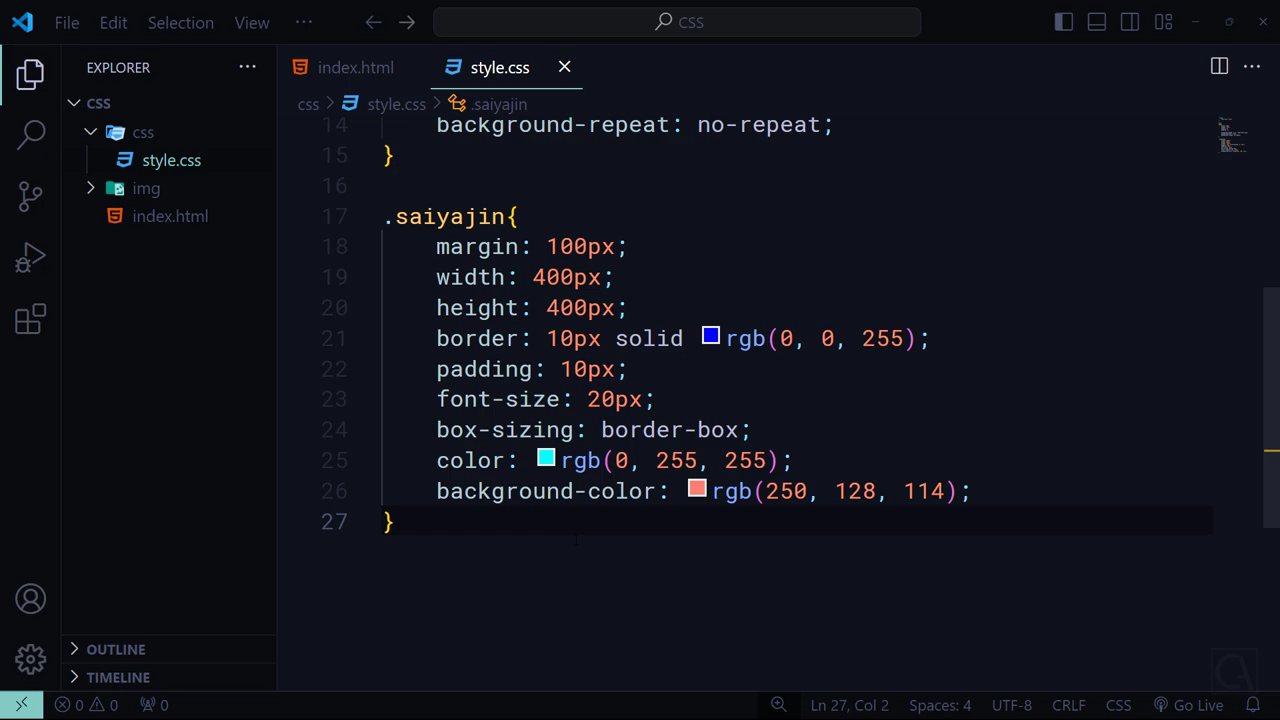 File Edit Selection View ··· CSS
EXPLORER ···
index.html
style.css
CSS
css
style.css
img
index.html
css > style.css > .saiyajin
14 background-repeat: no-repeat;
15 }
16
17 .saiyajin{
18 margin: 100px;
19 width: 400px;
20 height: 400px;
21 border: 10px solid rgb(0, 0, 255);
22 padding: 10px;
23 font-size: 20px;
24 box-sizing: border-box;
25 color: rgb(0, 255, 255);
26 background-color: rgb(250, 128, 114);
27 }
OUTLINE
TIMELINE
0 0 0 Ln 27, Col 2 Spaces: 4 UTF-8 CRLF CSS Go Live